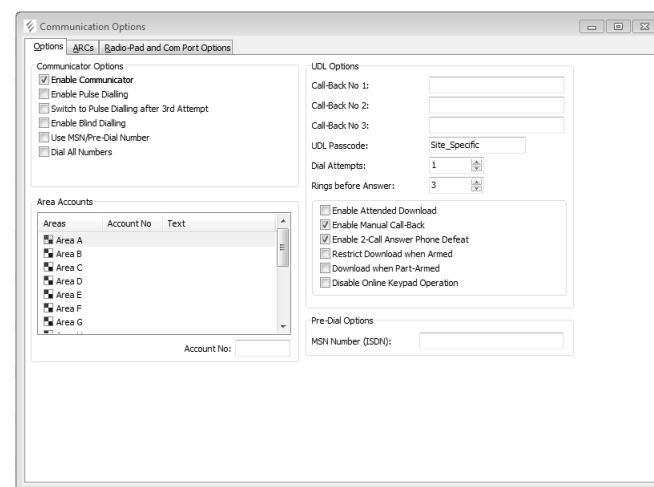 Communication Options
Options ARCs Radio-Pad and Com Port Options
Communicator Options
Enable Communicator
Enable Pulse Dialling
Switch to Pulse Dialling after 3rd Attempt
Enable Blind Dialling
Use MSN/Pre-Dial Number
Dial All Numbers
Area Accounts
Areas Account No Text
Area A
Area B
Area C
Area D
Area E
Area F
Area G
Account No:
UDL Options
Call-Back No 1:
Call-Back No 2:
Call-Back No 3:
UDL Passcode: Site_Specific
Dial Attempts: 1
Rings before Answer: 3
Enable Attended Download
Enable Manual Call-Back
Enable 2-Call Answer Phone Defeat
Restrict Download when Armed
Download when Part-Armed
Disable Online Keypad Operation
Pre-Dial Options
MSN Number (ISDN):